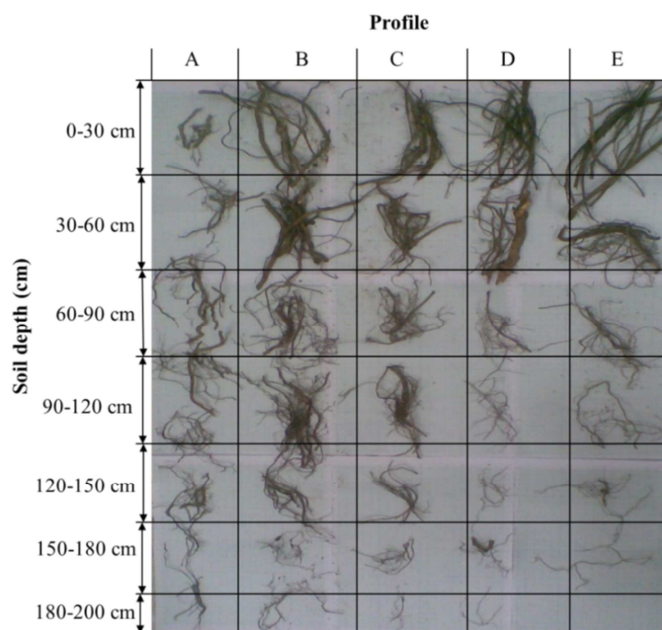 Profile
A B C D E
Soil depth (cm)
0-30 cm
30-60 cm
60-90 cm
90-120 cm
120-150 cm
150-180 cm
180-200 cm